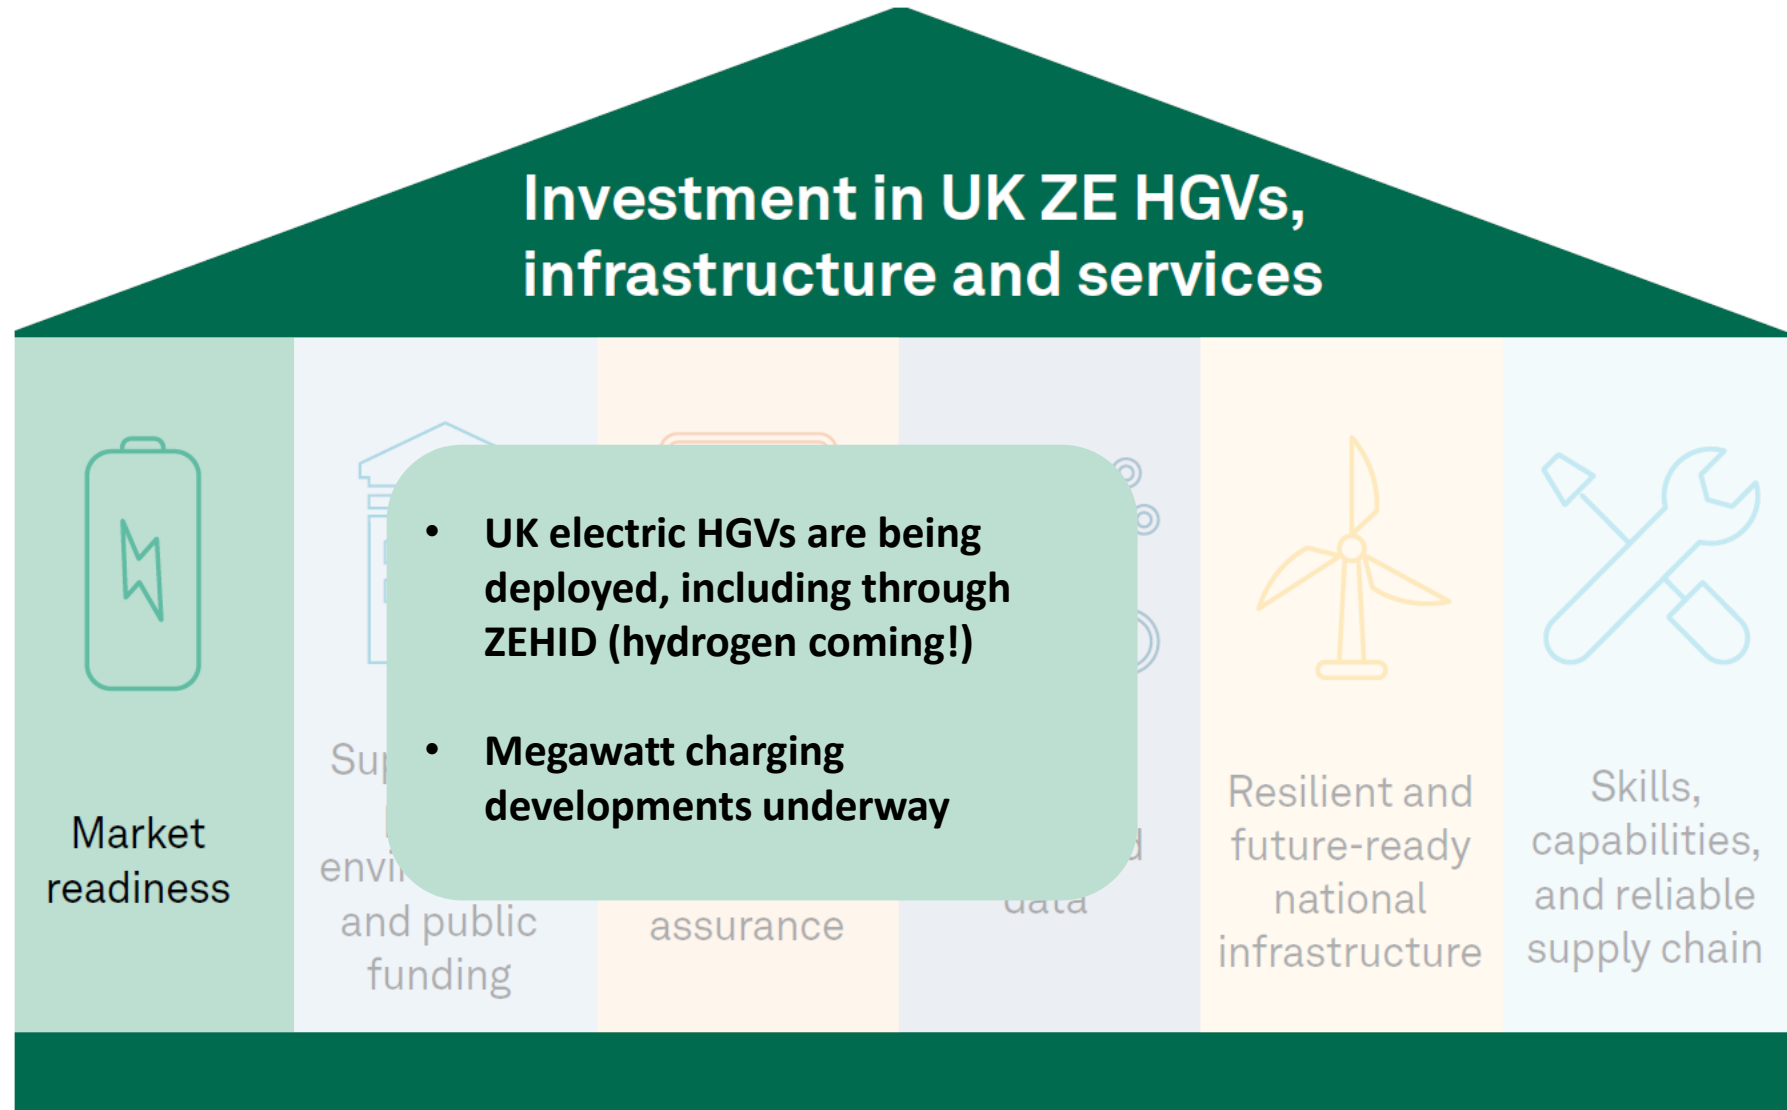 Investment in UK ZE HGVs,
infrastructure and services
Market
readiness
• UK electric HGVs are being
deployed, including through
ZEHID (hydrogen coming!)
• Megawatt charging
developments underway
and public
funding
assurance
data
Resilient and
future-ready
national
infrastructure
Skills,
capabilities,
and reliable
supply chain